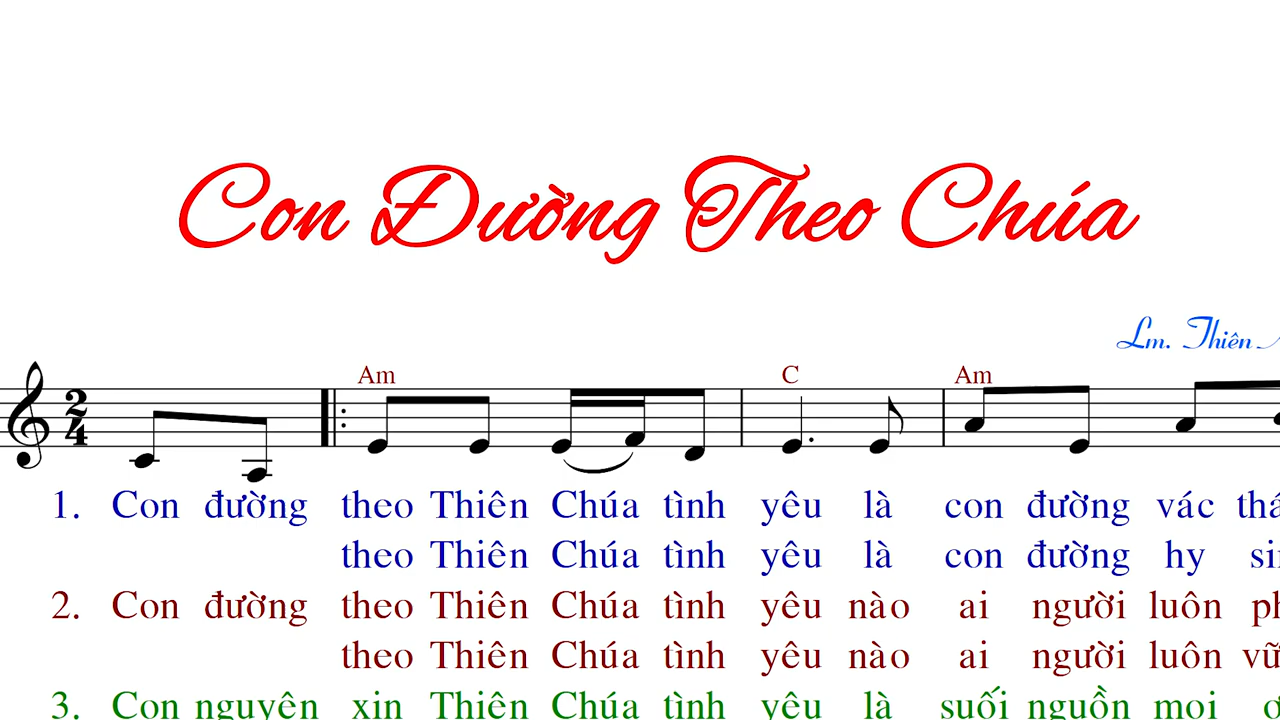 Con Đường Theo Chúa
Lm. Thiên
Am C Am
1. Con đường theo Thiên Chúa tình yêu là con đường vác
theo Thiên Chúa tình yêu là con đường hy
2. Con đường theo Thiên Chúa tình yêu nào ai người luôn
theo Thiên Chúa tình yêu nào ai người luôn
3. Con nguyện xin Thiên Chúa tình yêu là suối nguồn mọi